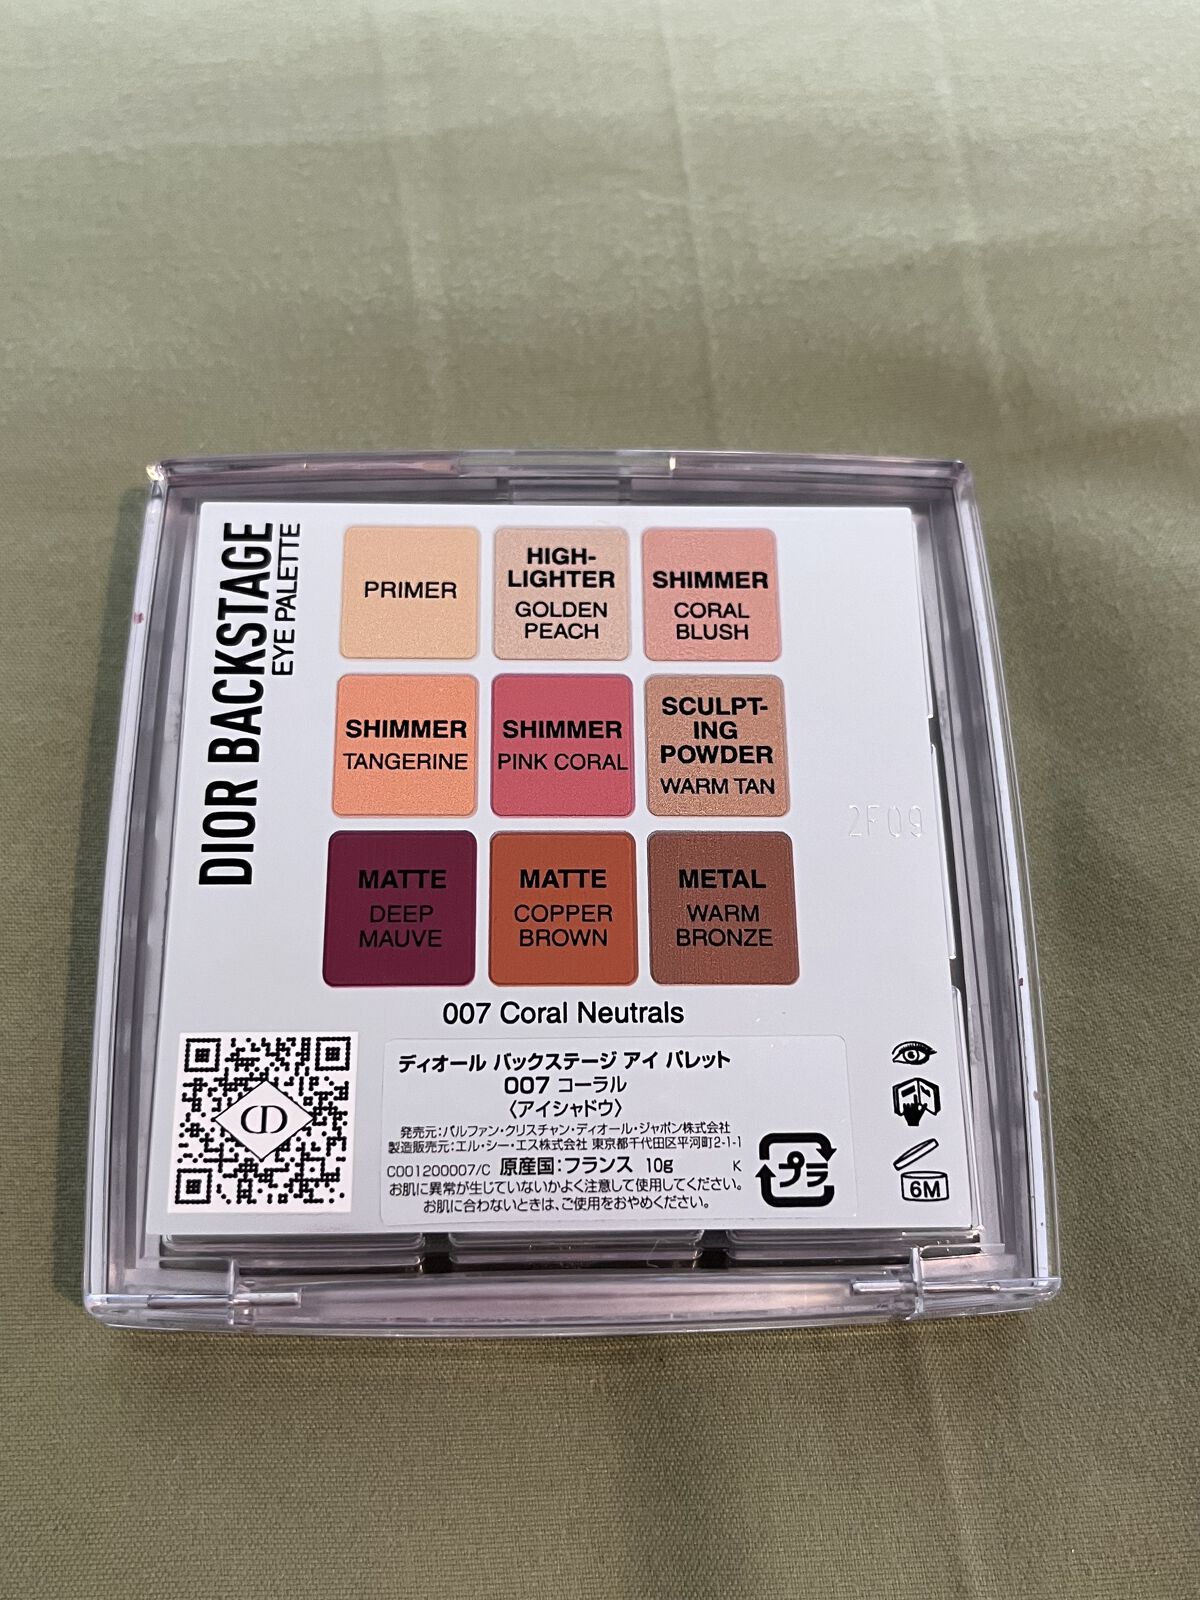 DIOR BACKSTAGE
EYE PALETTE
PRIMER
HIGH-
LIGHTER
GOLDEN
PEACH
SHIMMER
CORAL
BLUSH
SHIMMER
TANGERINE
SHIMMER
PINK CORAL
SCULPT-
ING
POWDER
WARM TAN
MATTE
DEEP
MAUVE
MATTE
COPPER
BROWN
METAL
WARM
BRONZE
2F09
007 Coral Neutrals
CD
ディオール バックステージ アイ パレット
007 コーラル
〈アイシャドウ〉
発売元:パルファン・クリスチャン・ディオール・ジャポン株式会社
製造販売元:エル・シー・エス株式会社 東京都千代田区平河町2-1-1
C001200007/C 原産国:フランス 10g K
お肌に異常が生じていないかよく注意して使用してください。
お肌に合わないときは、ご使用をおやめください。
プラ
6M